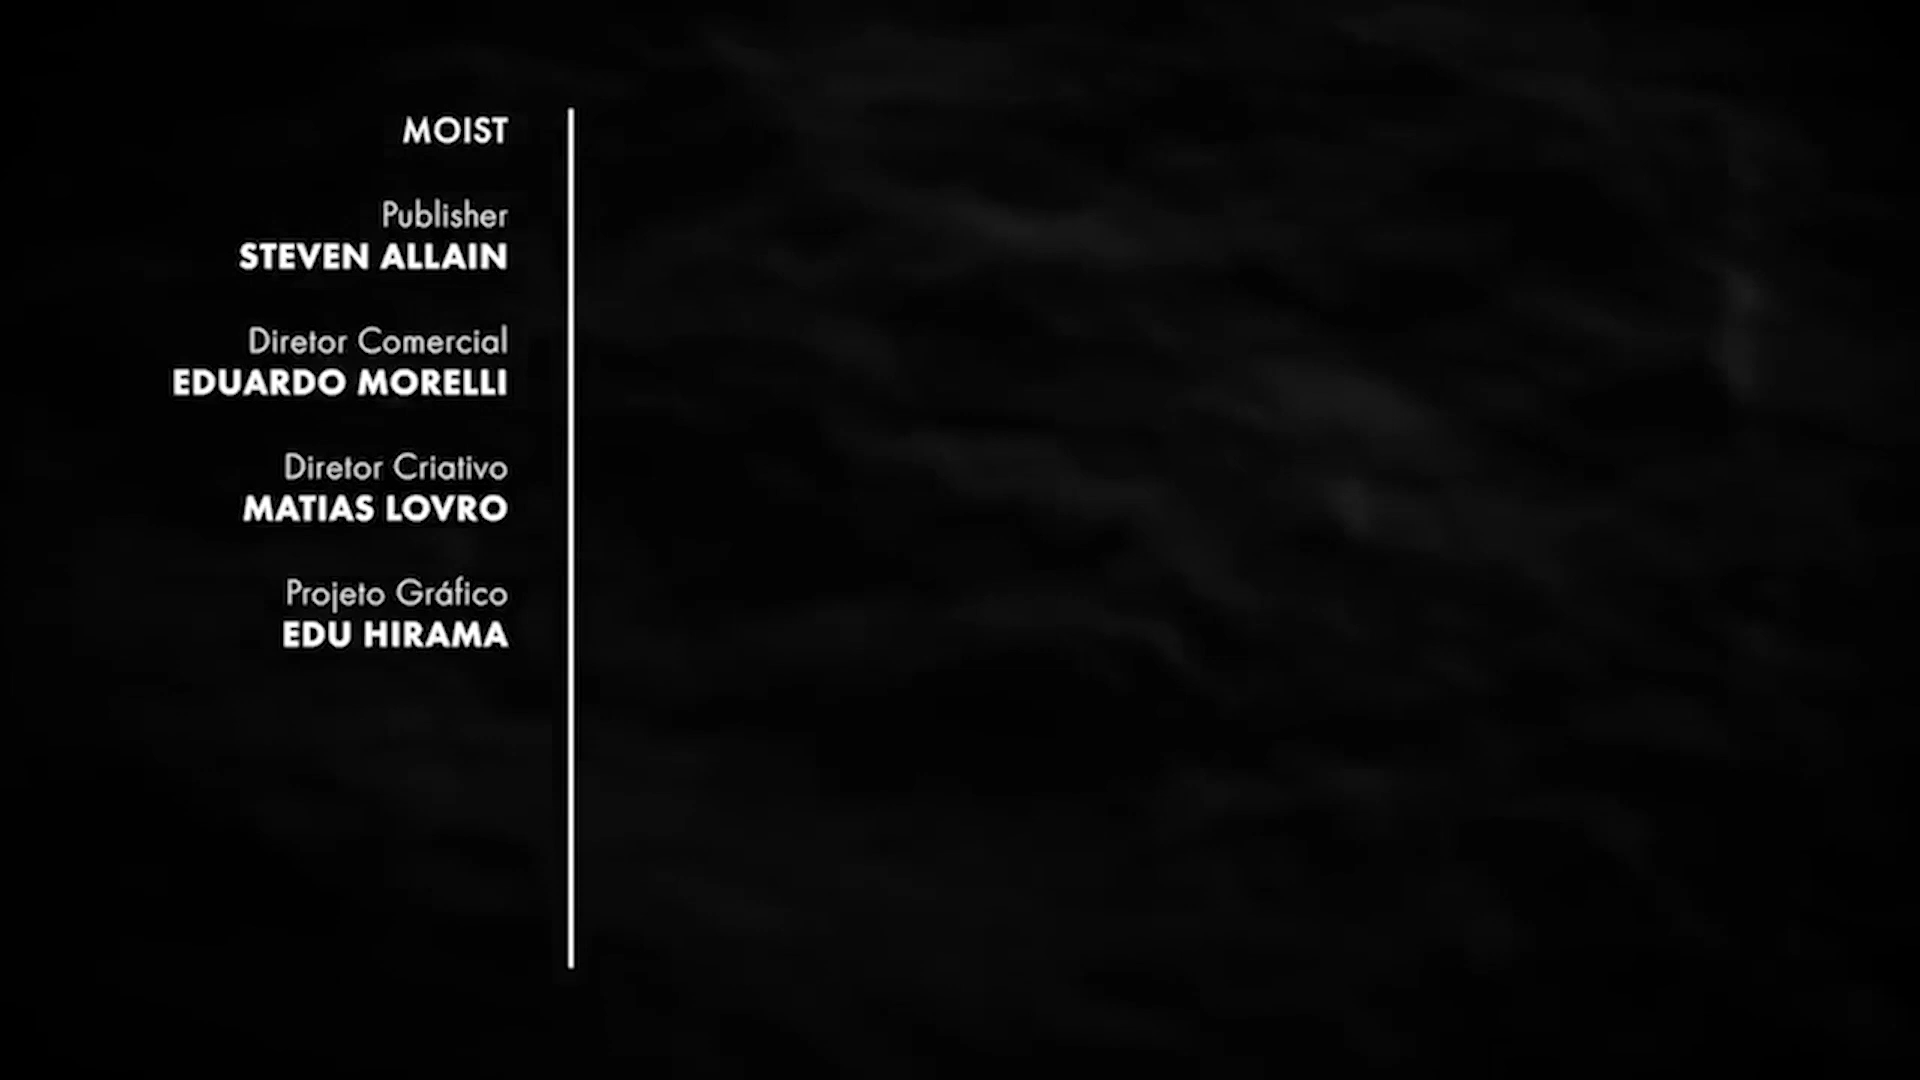 MOIST
Publisher
STEVEN ALLAIN
Diretor Comercial
EDUARDO MORELLI
Diretor Criativo
MATIAS LOVRO
Projeto Gráfico
EDU HIRAMA